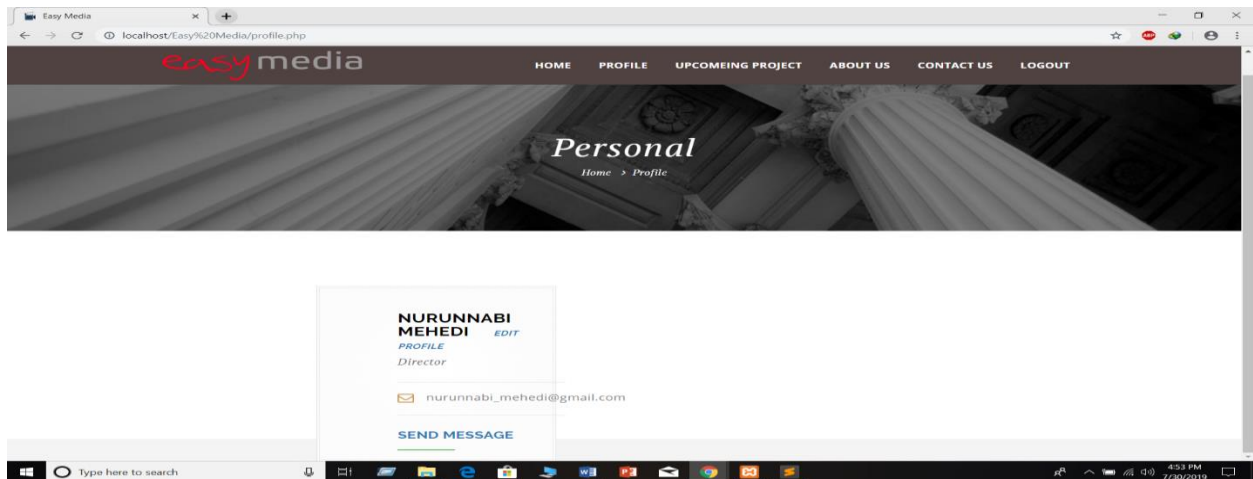 Easy Media
localhost/Easy%20Media/profile.php
ABP
easymedia
HOME PROFILE UPCOMEING PROJECT ABOUT US CONTACT US LOGOUT
Personal
Home > Profile
NURUNNABI
MEHEDI EDIT
PROFILE
Director
nurunnabi_mehedi@gmail.com
SEND MESSAGE
Type here to search
4:53 PM
7/30/2019